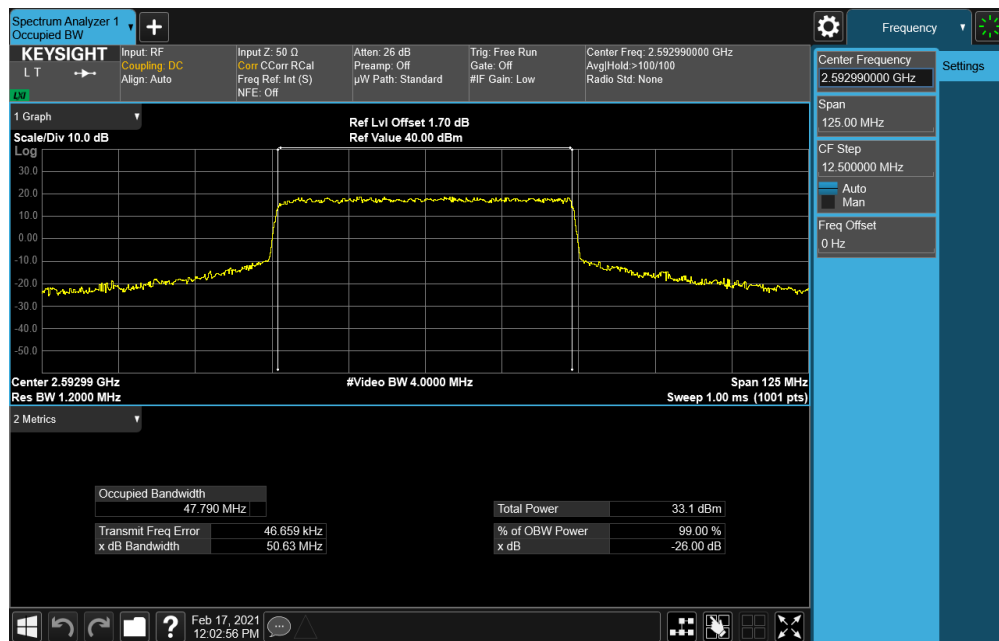 Spectrum Analyzer 1
Occupied BW
Frequency
KEYSIGHT
L T
LXI
Input: RF
Coupling: DC
Align: Auto
Input Z: 50 Ω
Corr CCorr RCal
Freq Ref: Int (S)
NFE: Off
Atten: 26 dB
Preamp: Off
µW Path: Standard
Trig: Free Run
Gate: Off
#IF Gain: Low
Center Freq: 2.592990000 GHz
Avg|Hold:>100/100
Radio Std: None
Center Frequency
2.592990000 GHz
Settings
Span
125.00 MHz
CF Step
12.500000 MHz
Auto
Man
Freq Offset
0 Hz
1 Graph
Scale/Div 10.0 dB
Ref Lvl Offset 1.70 dB
Ref Value 40.00 dBm
Log
30.0
20.0
10.0
0.00
-10.0
-20.0
-30.0
-40.0
-50.0
Center 2.59299 GHz
#Video BW 4.0000 MHz
Span 125 MHz
Res BW 1.2000 MHz
Sweep 1.00 ms (1001 pts)
2 Metrics
Occupied Bandwidth
47.790 MHz
Transmit Freq Error 46.659 kHz
x dB Bandwidth 50.63 MHz
Total Power 33.1 dBm
% of OBW Power 99.00 %
x dB -26.00 dB
?
Feb 17, 2021
12:02:56 PM